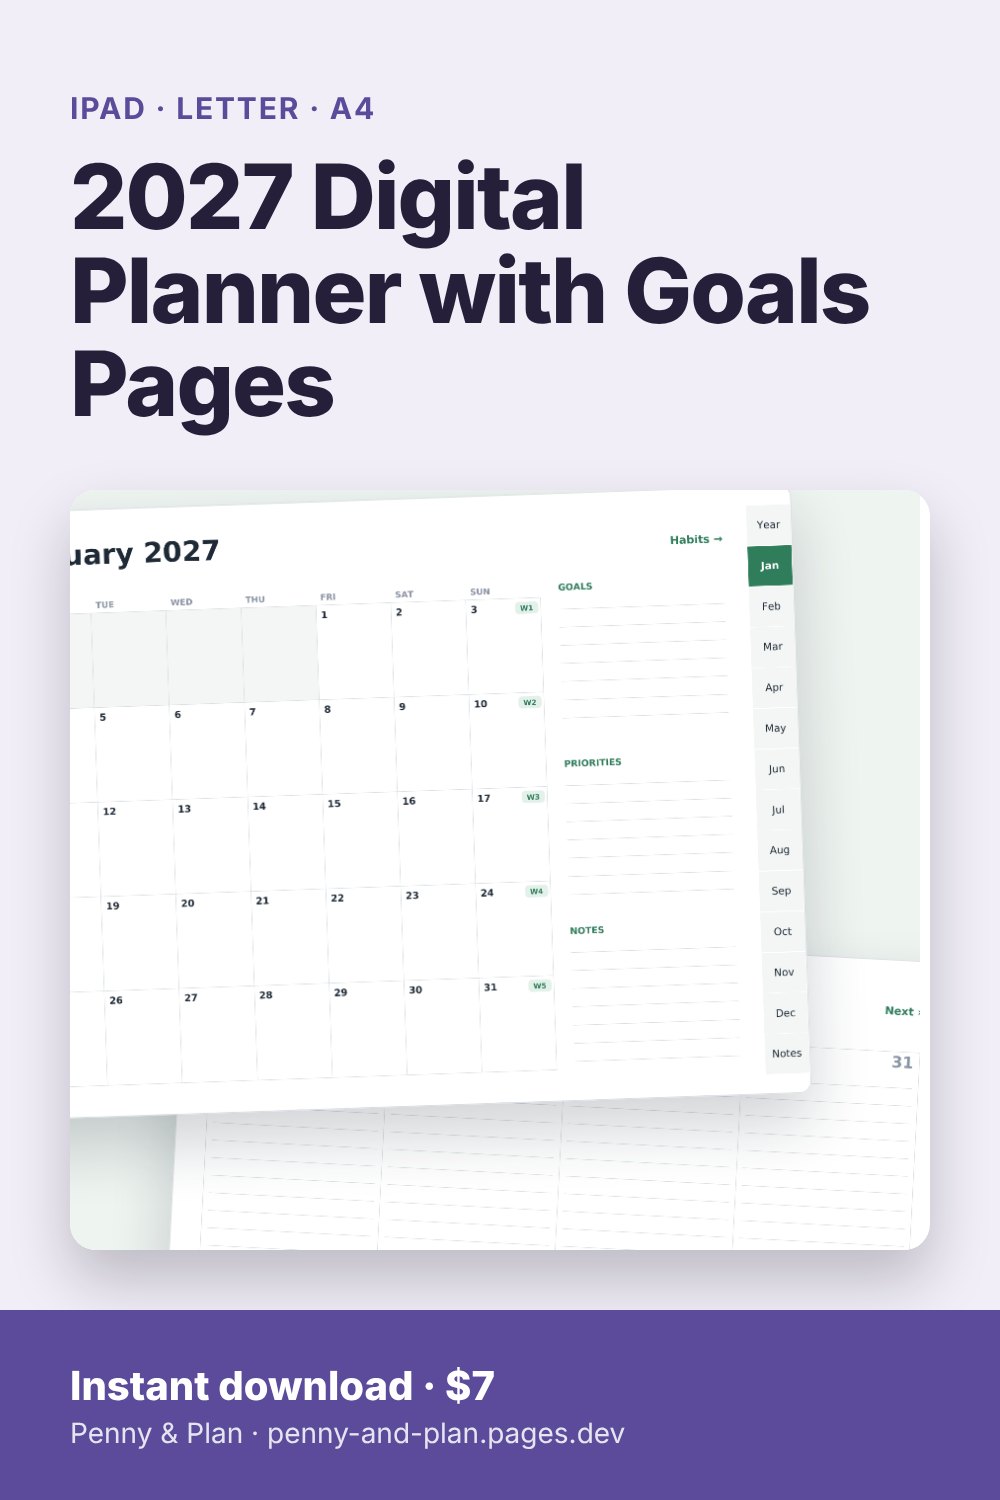 IPAD · LETTER · A4
2027 Digital
Planner with Goals
Pages
uary 2027
Habits →
TUE WED THU FRI SAT SUN
1 2 3 W1
5 6 7 8 9 10 W2
12 13 14 15 16 17 W3
19 20 21 22 23 24 W4
26 27 28 29 30 31 W5
GOALS
PRIORITIES
NOTES
Year
Jan
Feb
Mar
Apr
May
Jun
Jul
Aug
Sep
Oct
Nov
Dec
Notes
Next ›
31
Instant download · $7
Penny & Plan · penny-and-plan.pages.dev